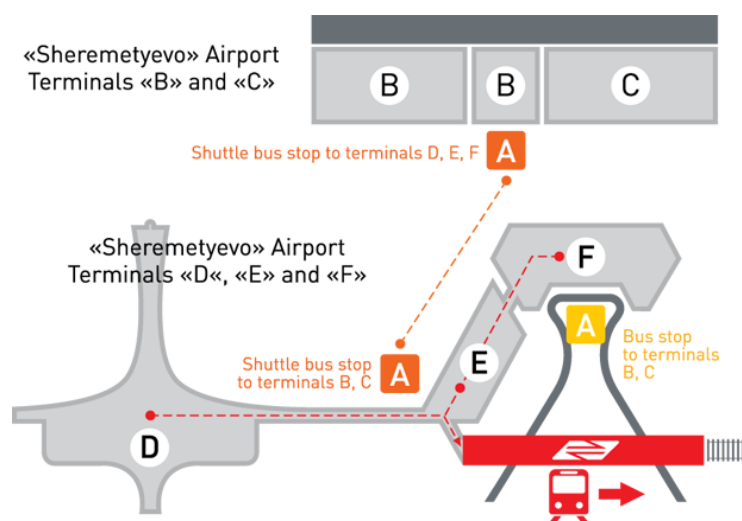 «Sheremetyevo» Airport
Terminals «B» and «C»
B
B
C
Shuttle bus stop to terminals D, E, F
A
«Sheremetyevo» Airport
Terminals «D«, «E» and «F»
F
A
Bus stop
to terminals
B, C
Shuttle bus stop
to terminals B, C
A
E
D